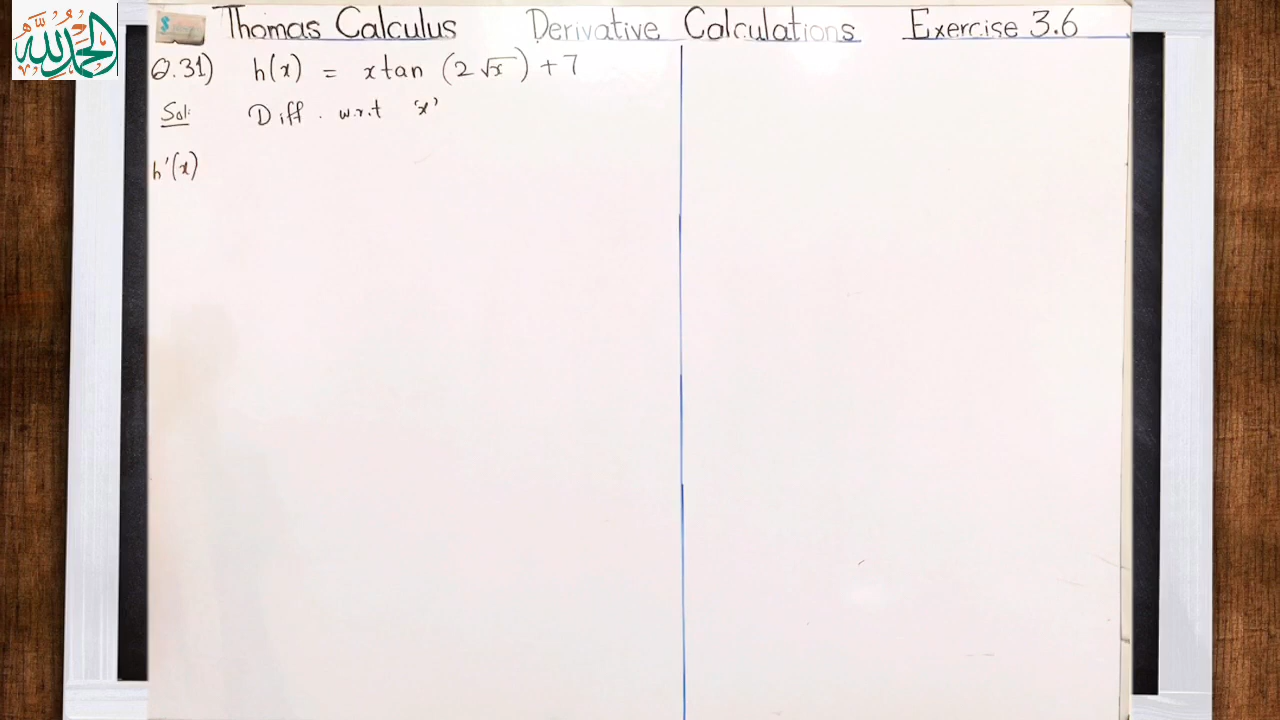 الحمد لله
Thomas Calculus Derivative Calculations Exercise 3.6
Q.31) h(x) = x tan (2√x) + 7
Sol: Diff. w.r.t 'x'
h'(x)